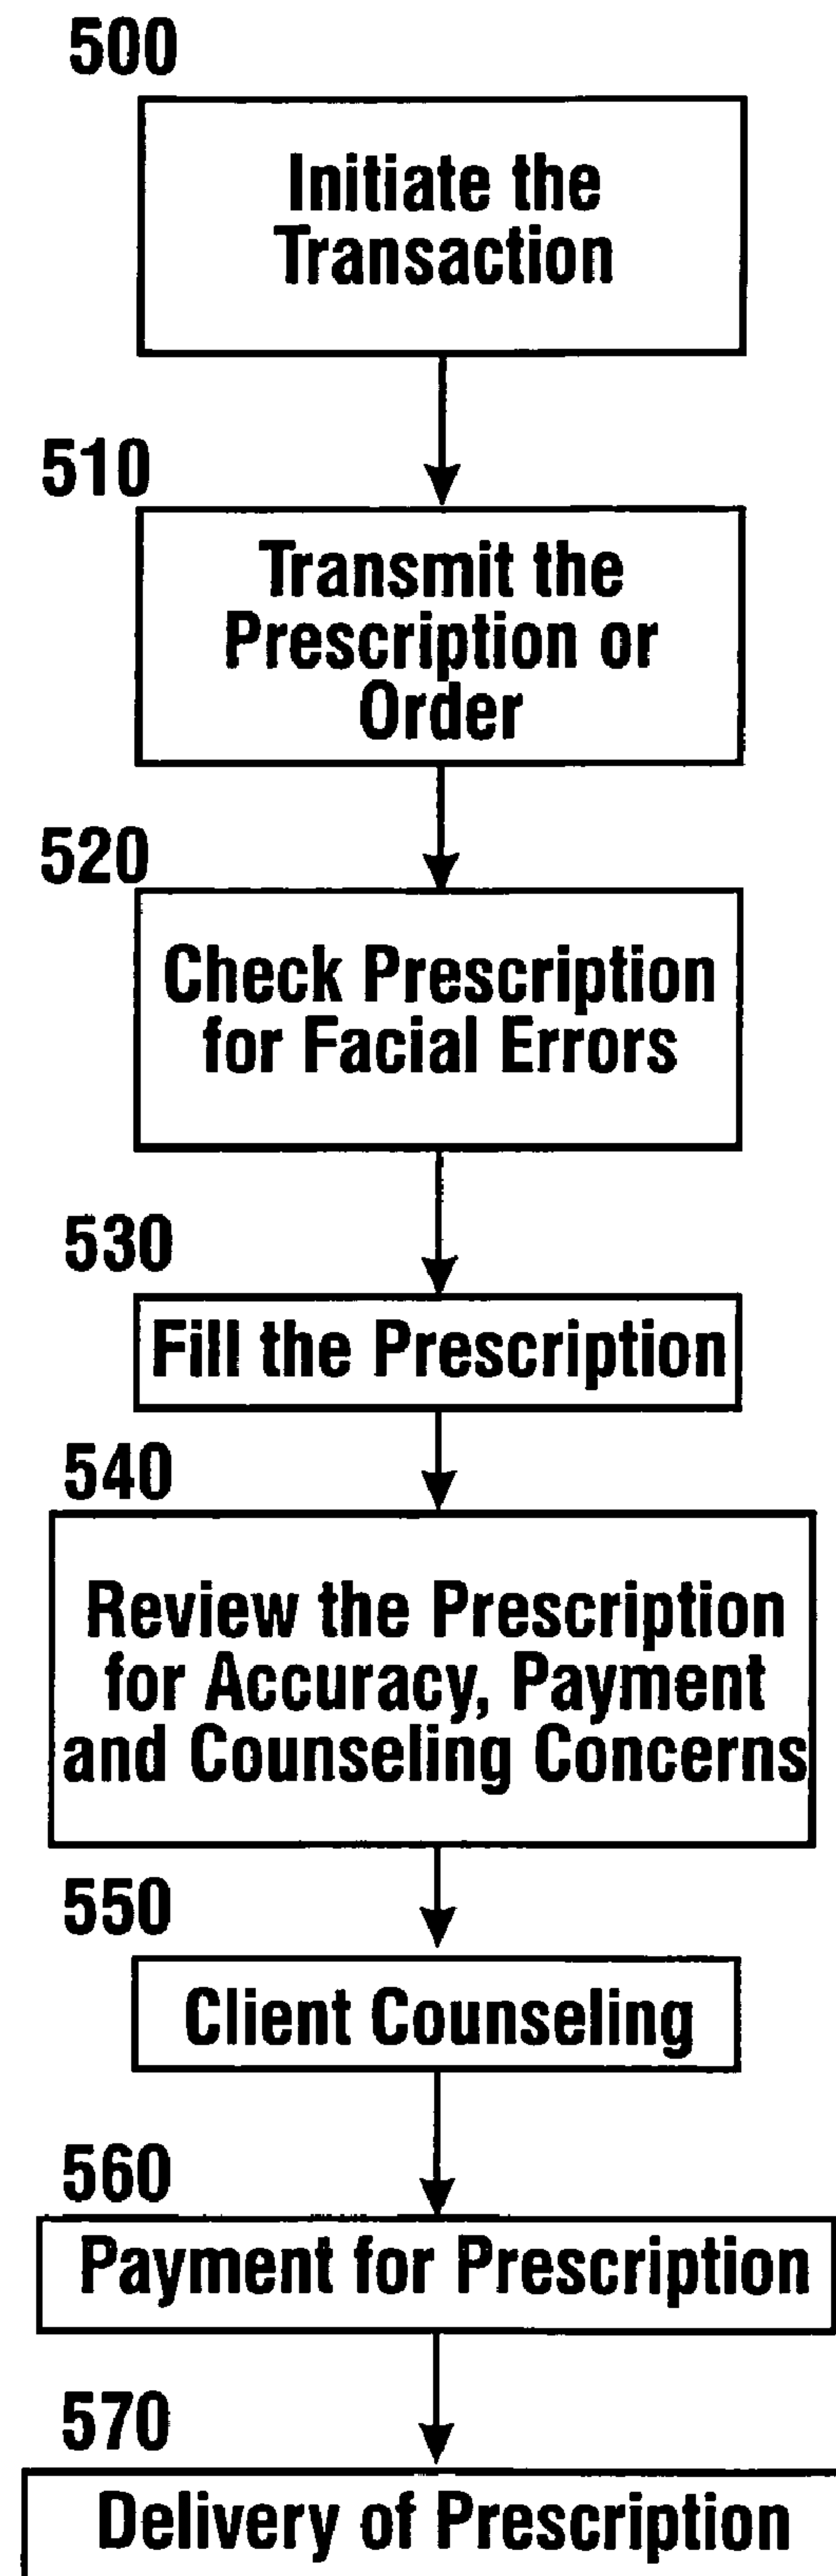 500
Initiate the
Transaction
510
Transmit the
Prescription or
Order
520
Check Prescription
for Facial Errors
530
Fill the Prescription
540
Review the Prescription
for Accuracy, Payment
and Counseling Concerns
550
Client Counseling
560
Payment for Prescription
570
Delivery of Prescription